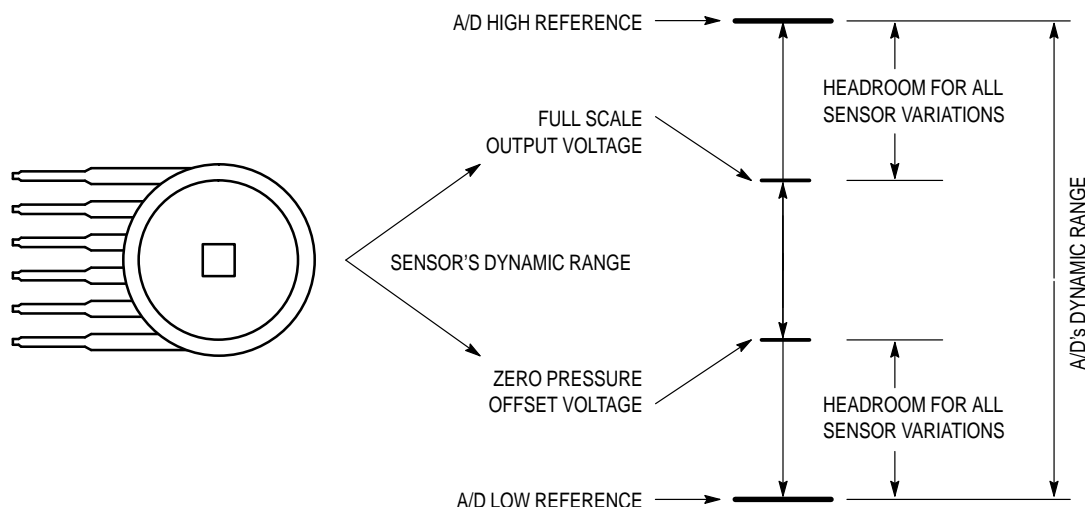 A/D HIGH REFERENCE
HEADROOM FOR ALL
SENSOR VARIATIONS
FULL SCALE
OUTPUT VOLTAGE
SENSOR'S DYNAMIC RANGE
A/D's DYNAMIC RANGE
ZERO PRESSURE
OFFSET VOLTAGE
HEADROOM FOR ALL
SENSOR VARIATIONS
A/D LOW REFERENCE